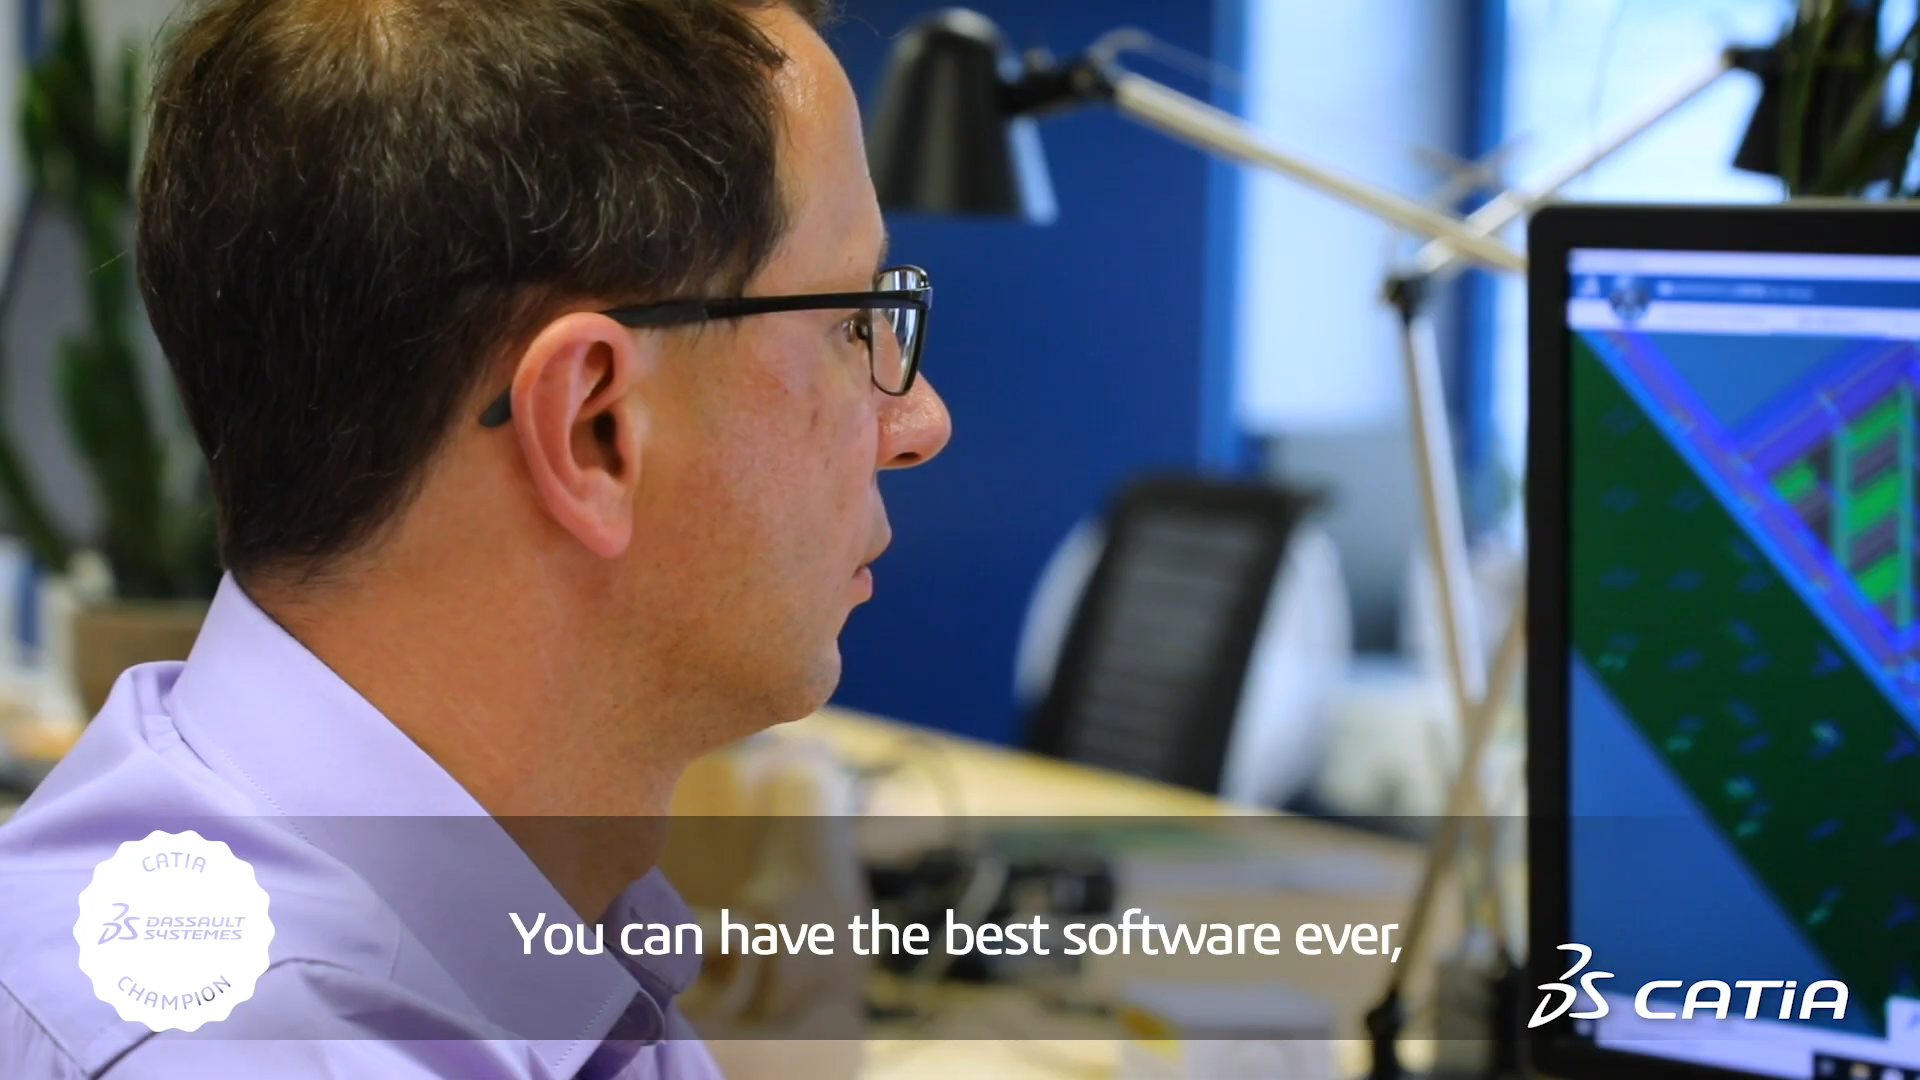 CATIA
DASSAULT
SYSTEMES
CHAMPION
You can have the best software ever,
CATIA